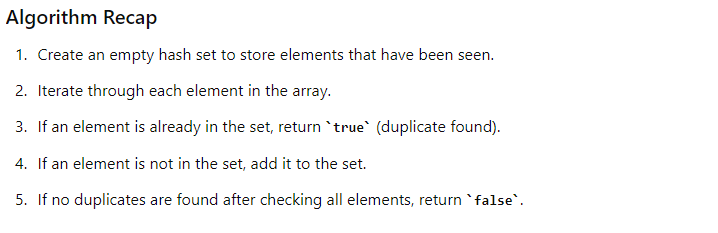 Algorithm Recap
1. Create an empty hash set to store elements that have been seen.
2. Iterate through each element in the array.
3. If an element is already in the set, return `true` (duplicate found).
4. If an element is not in the set, add it to the set.
5. If no duplicates are found after checking all elements, return `false`.